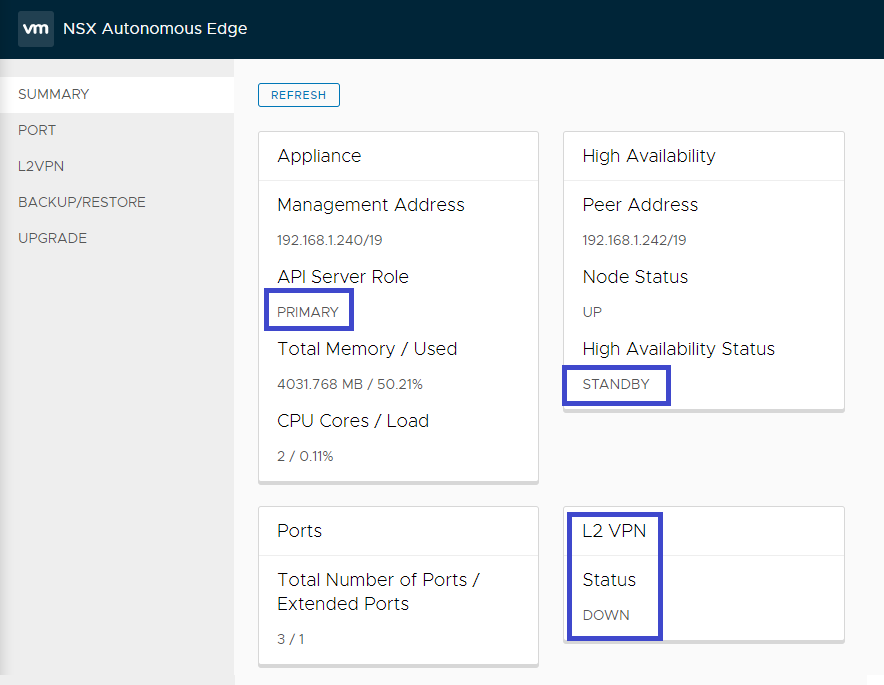 vm NSX Autonomous Edge
SUMMARY
PORT
L2VPN
BACKUP/RESTORE
UPGRADE
REFRESH
Appliance
Management Address
192.168.1.240/19
API Server Role
PRIMARY
Total Memory / Used
4031.768 MB / 50.21%
CPU Cores / Load
2 / 0.11%
High Availability
Peer Address
192.168.1.242/19
Node Status
UP
High Availability Status
STANDBY
Ports
Total Number of Ports /
Extended Ports
3 / 1
L2 VPN
Status
DOWN